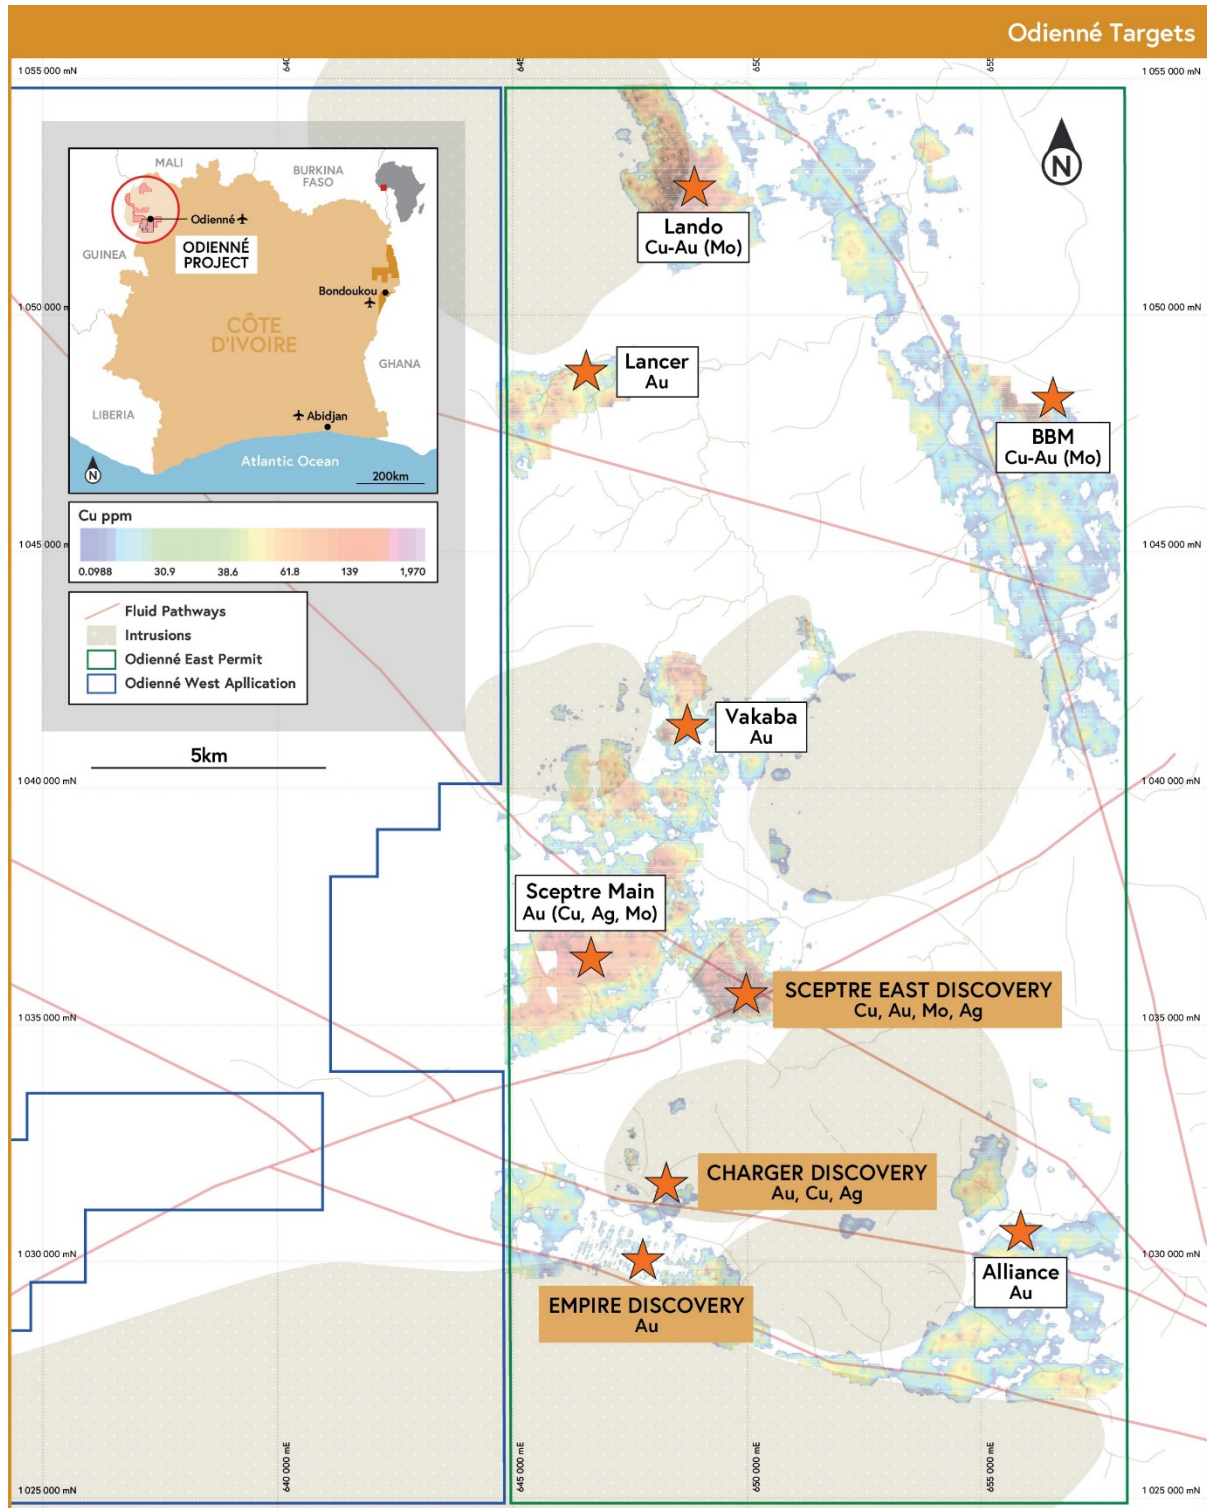 Odienné Targets
640
645
650
655
1 055 000 mN
1 055 000 mN
N
MALI
BURKINA
FASO
Odienné
ODIENNÉ
PROJECT
GUINEA
Bondoukou
CÔTE
D'IVOIRE
GHANA
LIBERIA
Abidjan
Atlantic Ocean
N
200km
Lando
Cu-Au (Mo)
1 050 000 m
1 050 000 mN
Lancer
Au
BBM
Cu-Au (Mo)
Cu ppm
0.0988
30.9
38.6
61.8
139
1,970
1 045 000 m
1 045 000 mN
Fluid Pathways
Intrusions
Odienné East Permit
Odienné West Apllication
Vakaba
Au
5km
1 040 000 mN
1 040 000 mN
Sceptre Main
Au (Cu, Ag, Mo)
SCEPTRE EAST DISCOVERY
Cu, Au, Mo, Ag
1 035 000 mN
1 035 000 mN
CHARGER DISCOVERY
Au, Cu, Ag
1 030 000 mN
1 030 000 mN
Alliance
Au
EMPIRE DISCOVERY
Au
640 000 mE
645 000 mE
650 000 mE
655 000 mE
1 025 000 mN
1 025 000 mN